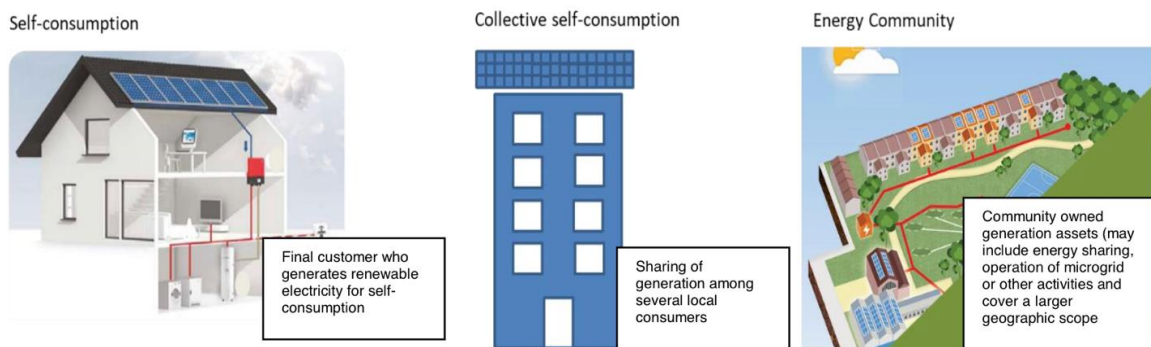 Self-consumption
Collective self-consumption
Energy Community
Final customer who
generates renewable
electricity for self-
consumption
Sharing of
generation among
several local
consumers
Community owned
generation assets (may
include energy sharing,
operation of microgrid
or other activities and
cover a larger
geographic scope